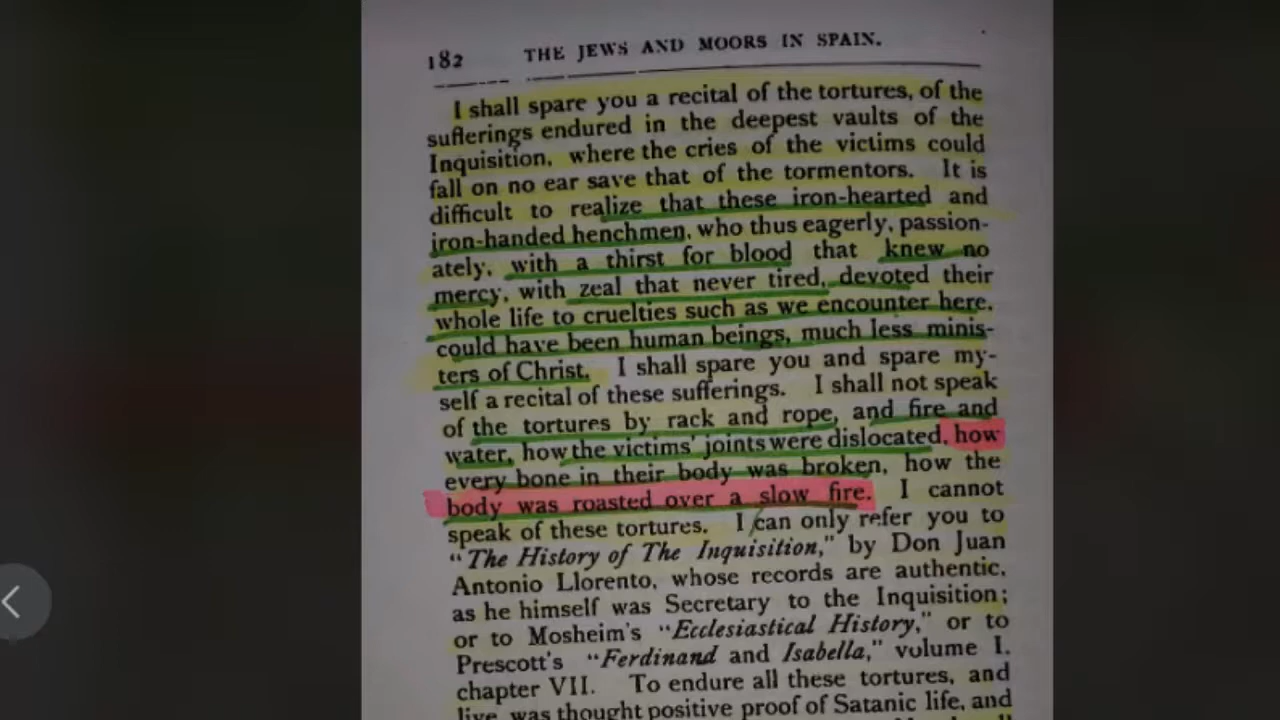 182 THE JEWS AND MOORS IN SPAIN.
I shall spare you a recital of the tortures, of the
sufferings endured in the deepest vaults of the
Inquisition, where the cries of the victims could
fall on no ear save that of the tormentors. It is
difficult to realize that these iron-hearted and
iron-handed henchmen, who thus eagerly, passion-
ately, with a thirst for blood that knew no
mercy, with zeal that never tired, devoted their
whole life to cruelties such as we encounter here,
could have been human beings, much less minis-
ters of Christ. I shall spare you and spare my-
self a recital of these sufferings. I shall not speak
of the tortures by rack and rope, and fire and
water, how the victims' joints were dislocated, how
every bone in their body was broken, how the
body was roasted over a slow fire. I cannot
speak of these tortures. I can only refer you to
"The History of The Inquisition," by Don Juan
Antonio Llorento, whose records are authentic,
as he himself was Secretary to the Inquisition;
or to Mosheim's "Ecclesiastical History," or to
Prescott's "Ferdinand and Isabella," volume I.
chapter VII. To endure all these tortures, and
live, was thought positive proof of Satanic life, and